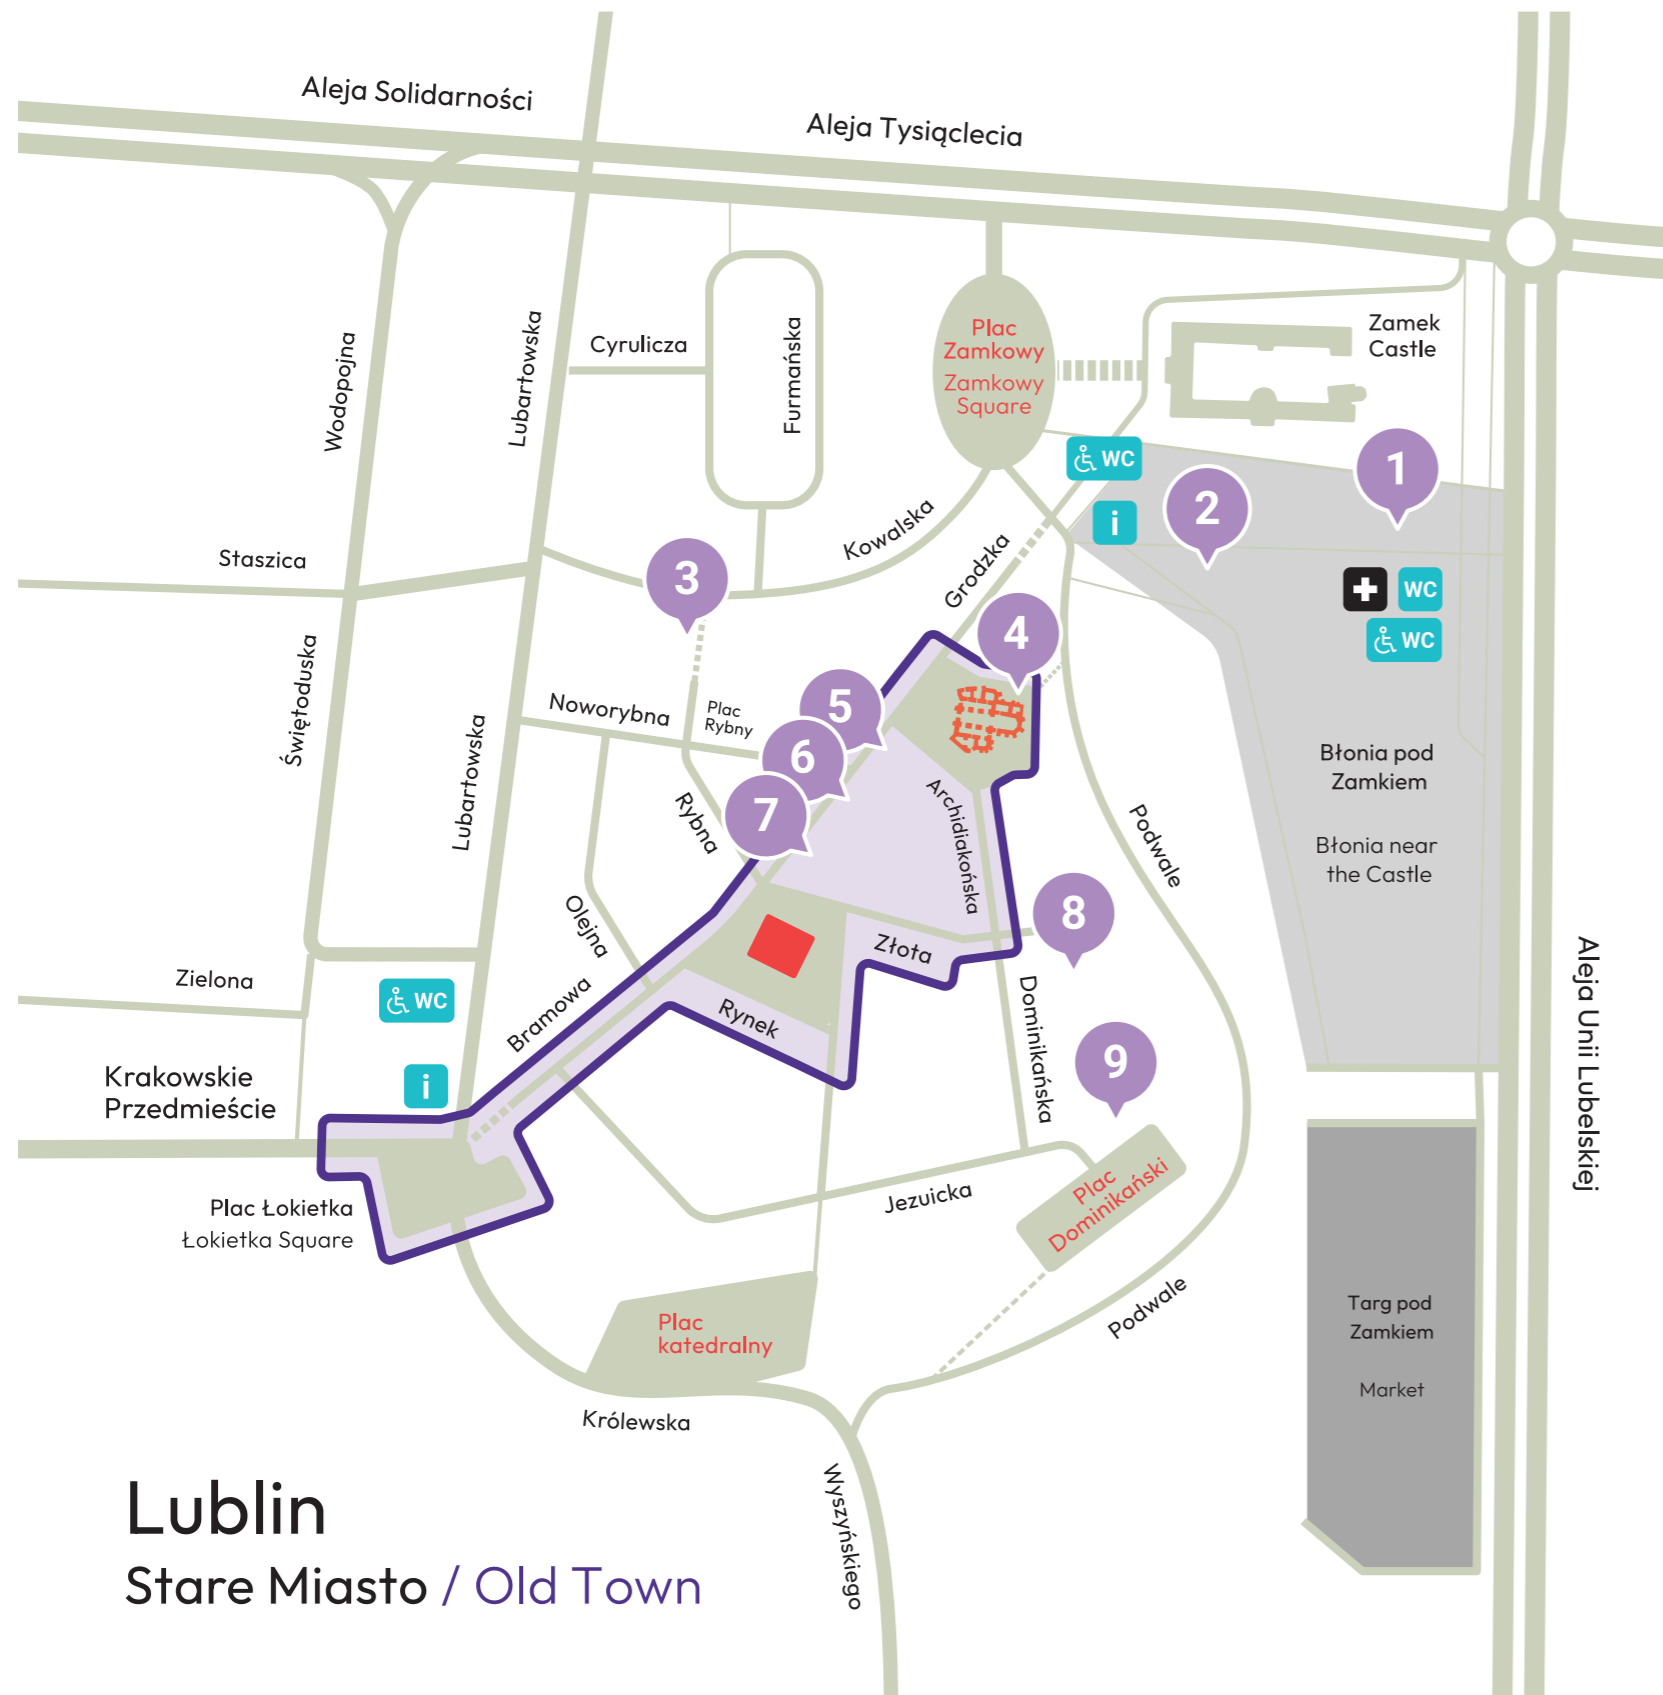 Aleja Solidarności
Aleja Tysiąclecia
Wodopojna
Lubartowska
Cyrulicza
Furmańska
Plac
Zamkowy
Zamkowy
Square
Zamek
Castle
WC
i
1
2
3
Staszica
Kowalska
Grodzka
WC
WC
4
Świętoduska
Lubartowska
Noworybna
Plac
Rybny
5
6
7
Rybna
Archidiakońska
Podwale
Błonia pod
Zamkiem
Błonia near
the Castle
8
Olejna
Złota
Zielona
WC
i
Bramowa
Rynek
Dominikańska
9
Aleja Unii Lubelskiej
Krakowskie
Przedmieście
Plac Łokietka
Łokietka Square
Jezuicka
Plac
Dominikański
Podwale
Plac
katedralny
Królewska
Targ pod
Zamkiem
Market
Wyszyńskiego
Lublin
Stare Miasto / Old Town